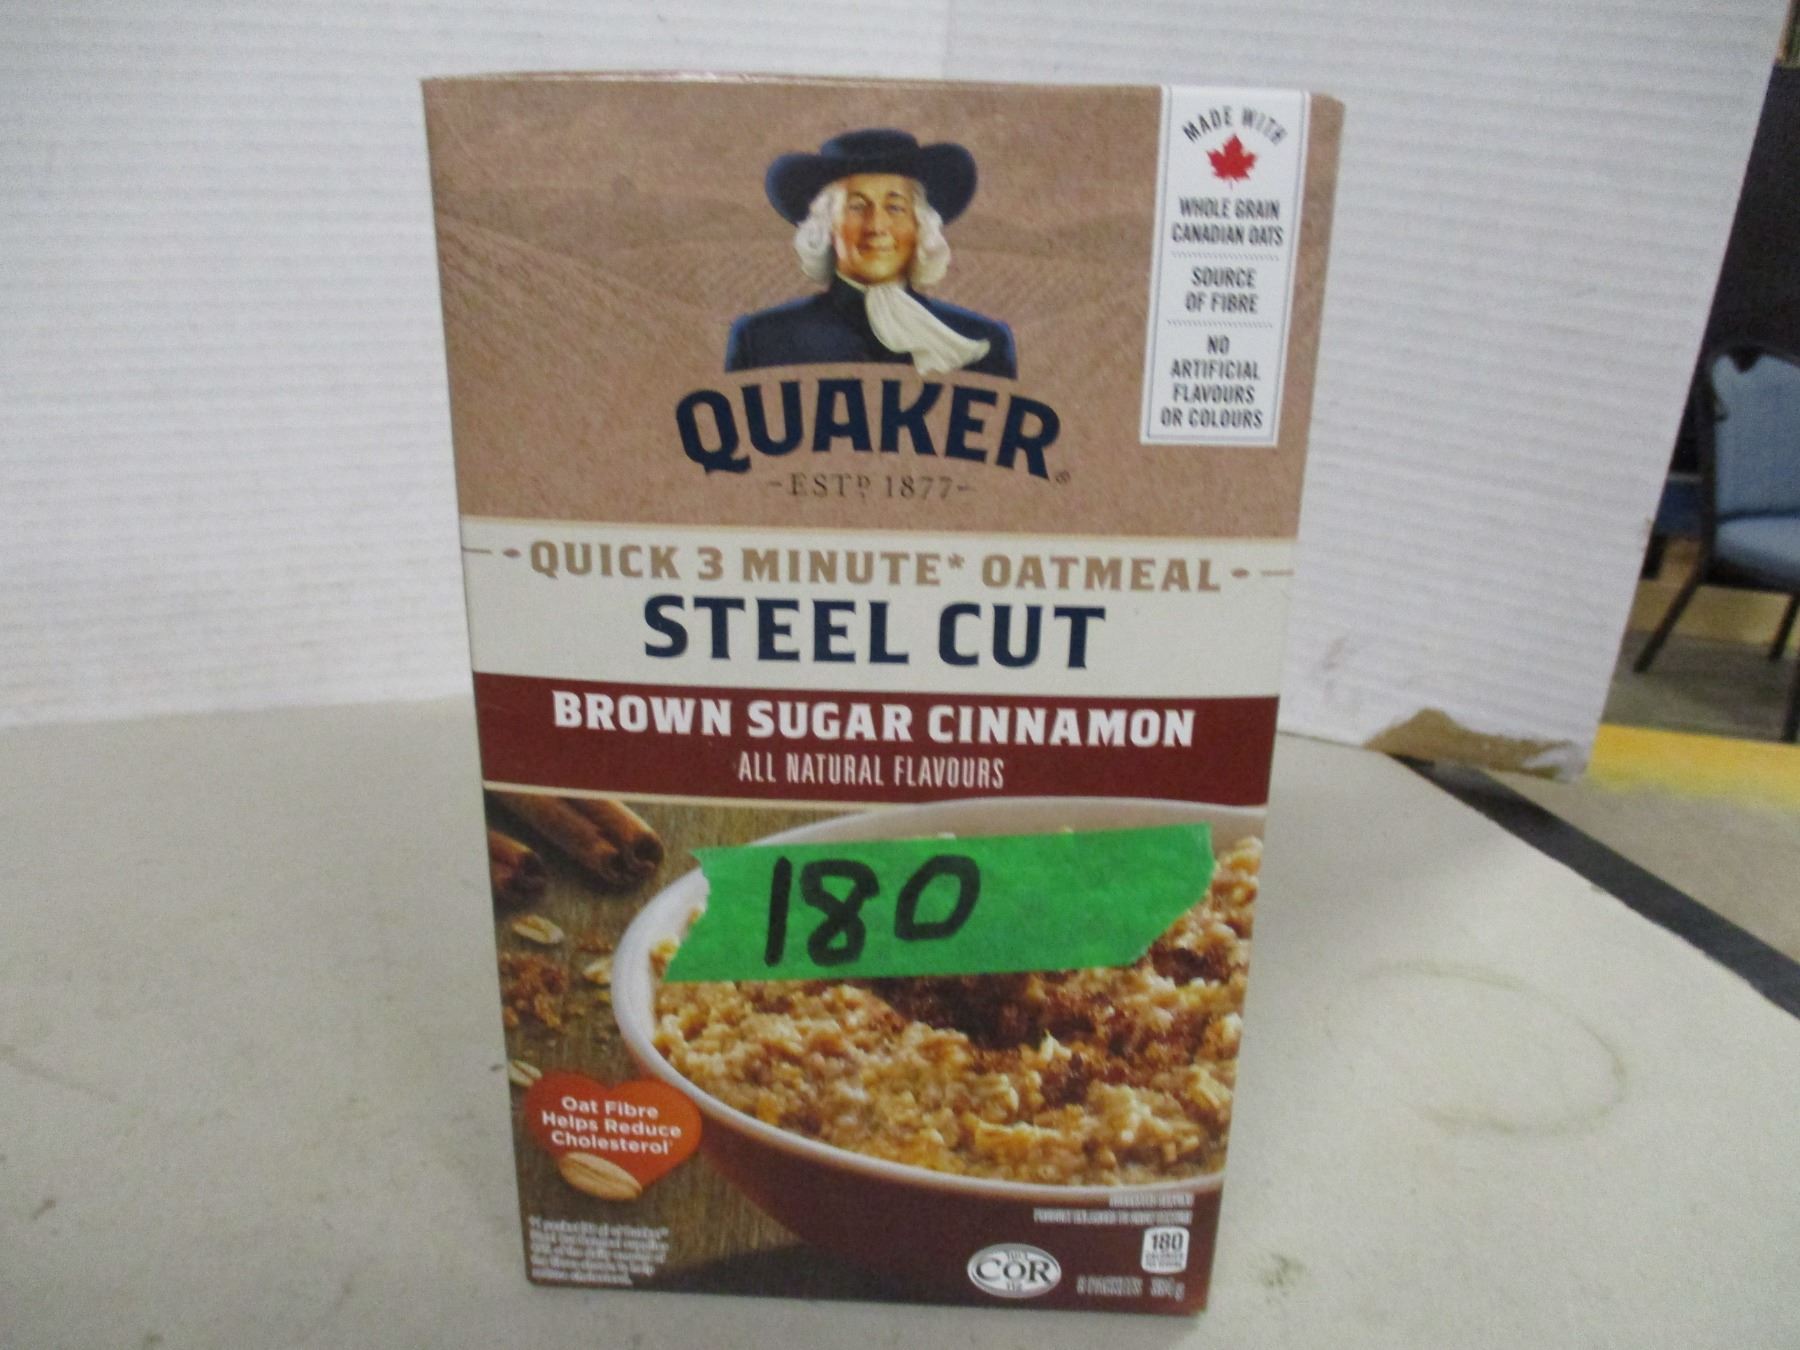 MADE WITH
WHOLE GRAIN
CANADIAN OATS
SOURCE
OF FIBRE
NO
ARTIFICIAL
FLAVOURS
OR COLOURS
QUAKER®
-ESTD 1877-
QUICK 3 MINUTE* OATMEAL
STEEL CUT
BROWN SUGAR CINNAMON
ALL NATURAL FLAVOURS
180
Oat Fibre
Helps Reduce
Cholesterol
180
COR